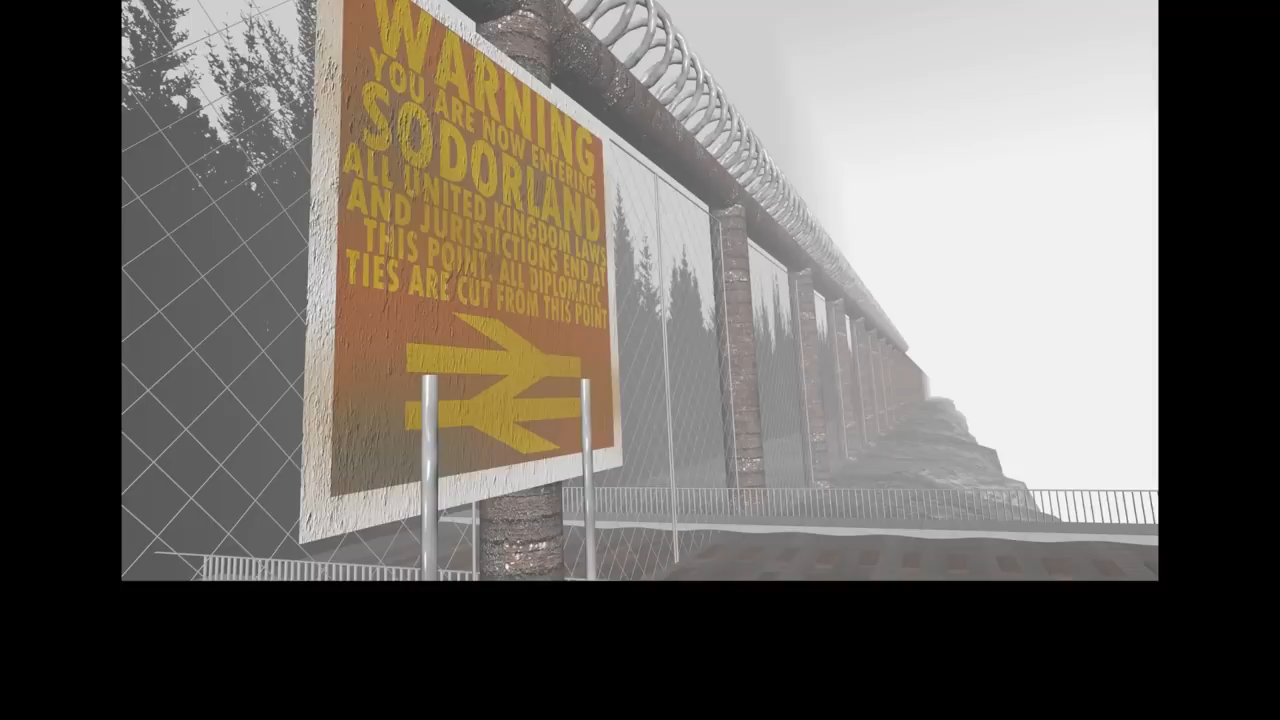 WARNING
YOU ARE NOW ENTERING
SODORLAND
ALL UNITED KINGDOM LAWS
AND JURISTICTIONS END AT
THIS POINT. ALL DIPLOMATIC
TIES ARE CUT FROM THIS POINT